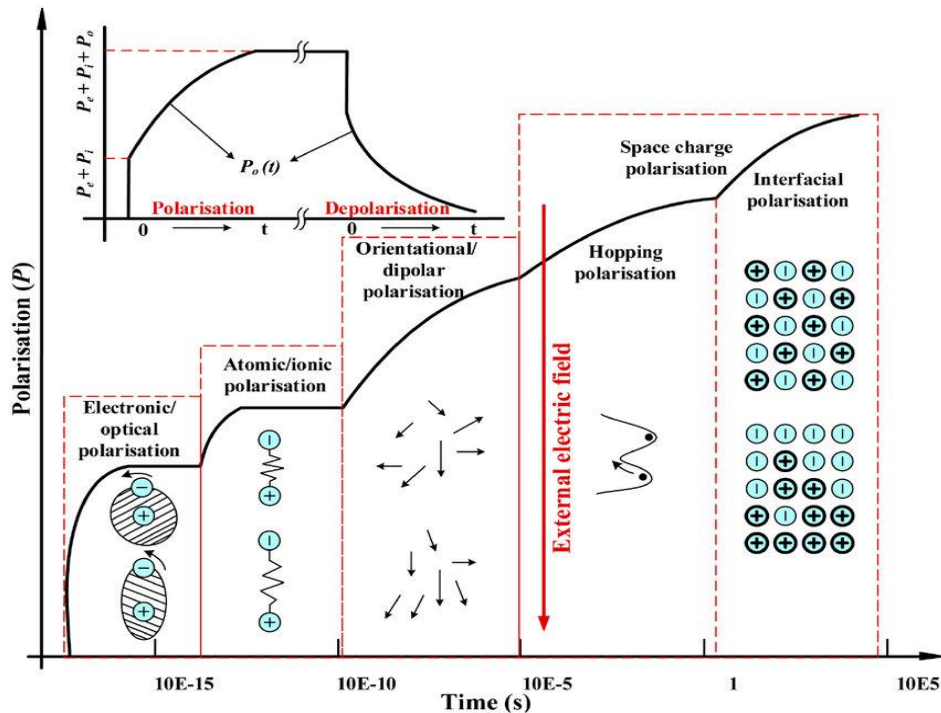 P_e + P_i + P_o
P_e + P_i
P_o (t)
Polarisation
Depolarisation
0
t
0
t
Space charge
polarisation
Interfacial
polarisation
Orientational/
dipolar
polarisation
Hopping
polarisation
Atomic/ionic
polarisation
Electronic/
optical
polarisation
External electric field
Polarisation (P)
10E-15
10E-10
10E-5
1
10E5
Time (s)